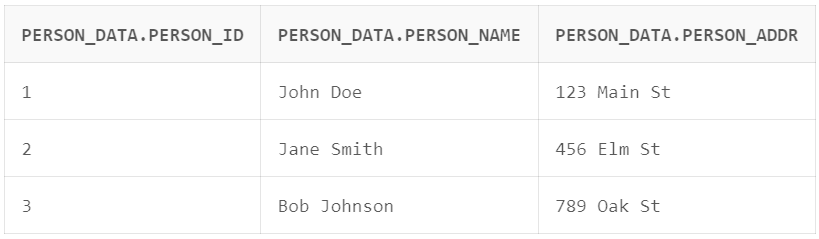 PERSON_DATA.PERSON_ID PERSON_DATA.PERSON_NAME PERSON_DATA.PERSON_ADDR
1 John Doe 123 Main St
2 Jane Smith 456 Elm St
3 Bob Johnson 789 Oak St